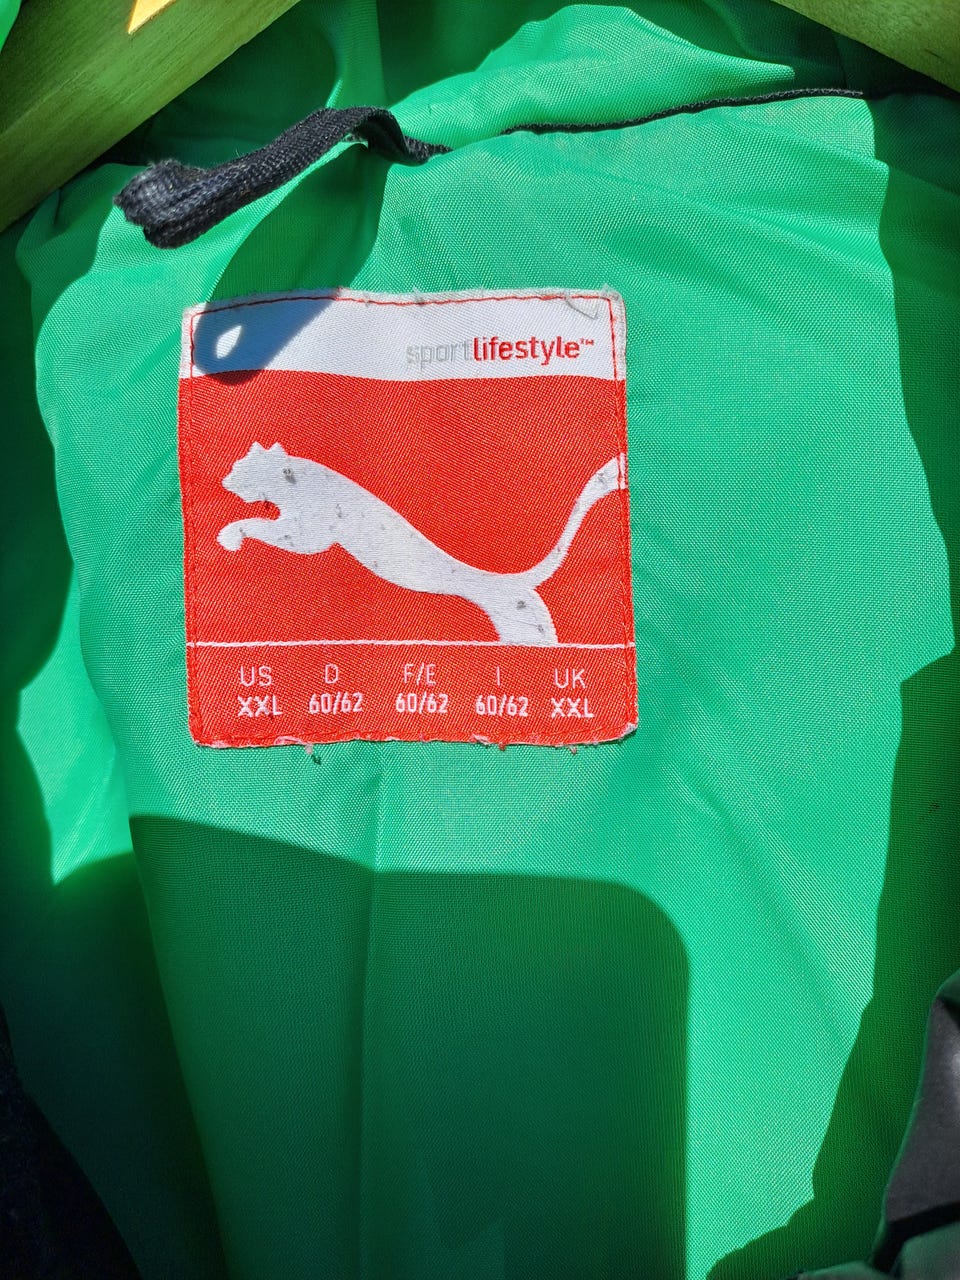 sportlifestyle™
US D F/E I UK
XXL 60/62 60/62 60/62 XXL